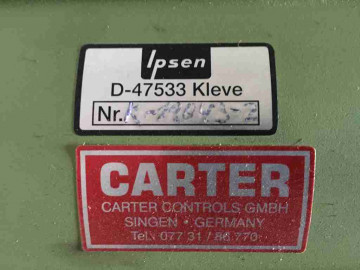 Ipsen
D-47533 Kleve
Nr.
CARTER
CARTER CONTROLS GMBH
SINGEN · GERMANY
Tel.: 077 31 / 86 770